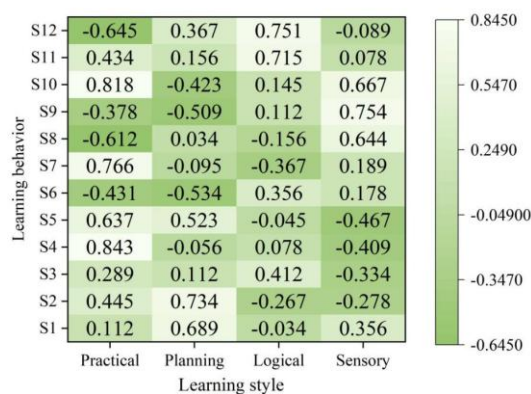 S12 -0.645 0.367 0.751 -0.089
S11 0.434 0.156 0.715 0.078
S10 0.818 -0.423 0.145 0.667
S9 -0.378 -0.509 0.112 0.754
S8 -0.612 0.034 -0.156 0.644
S7 0.766 -0.095 -0.367 0.189
S6 -0.431 -0.534 0.356 0.178
S5 0.637 0.523 -0.045 -0.467
S4 0.843 -0.056 0.078 -0.409
S3 0.289 0.112 0.412 -0.334
S2 0.445 0.734 -0.267 -0.278
S1 0.112 0.689 -0.034 0.356
Practical Planning Logical Sensory
Learning style
Learning behavior
0.8450
0.5470
0.2490
-0.04900
-0.3470
-0.6450